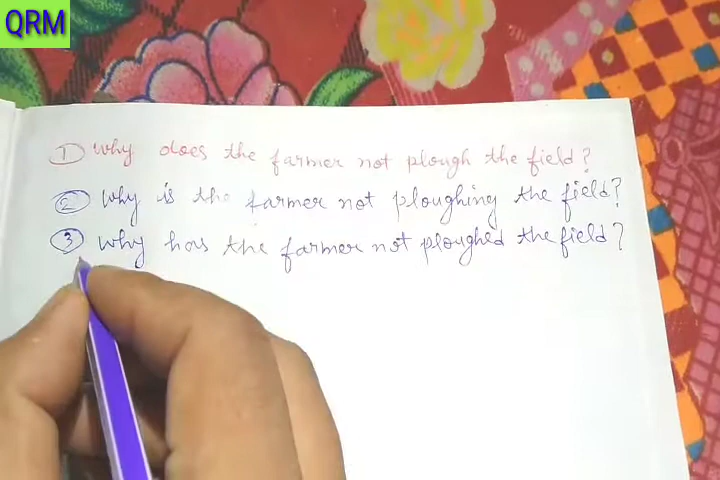 QRM
① why does the farmer not plough the field?
② why is the farmer not ploughing the field?
③ why has the farmer not ploughed the field?